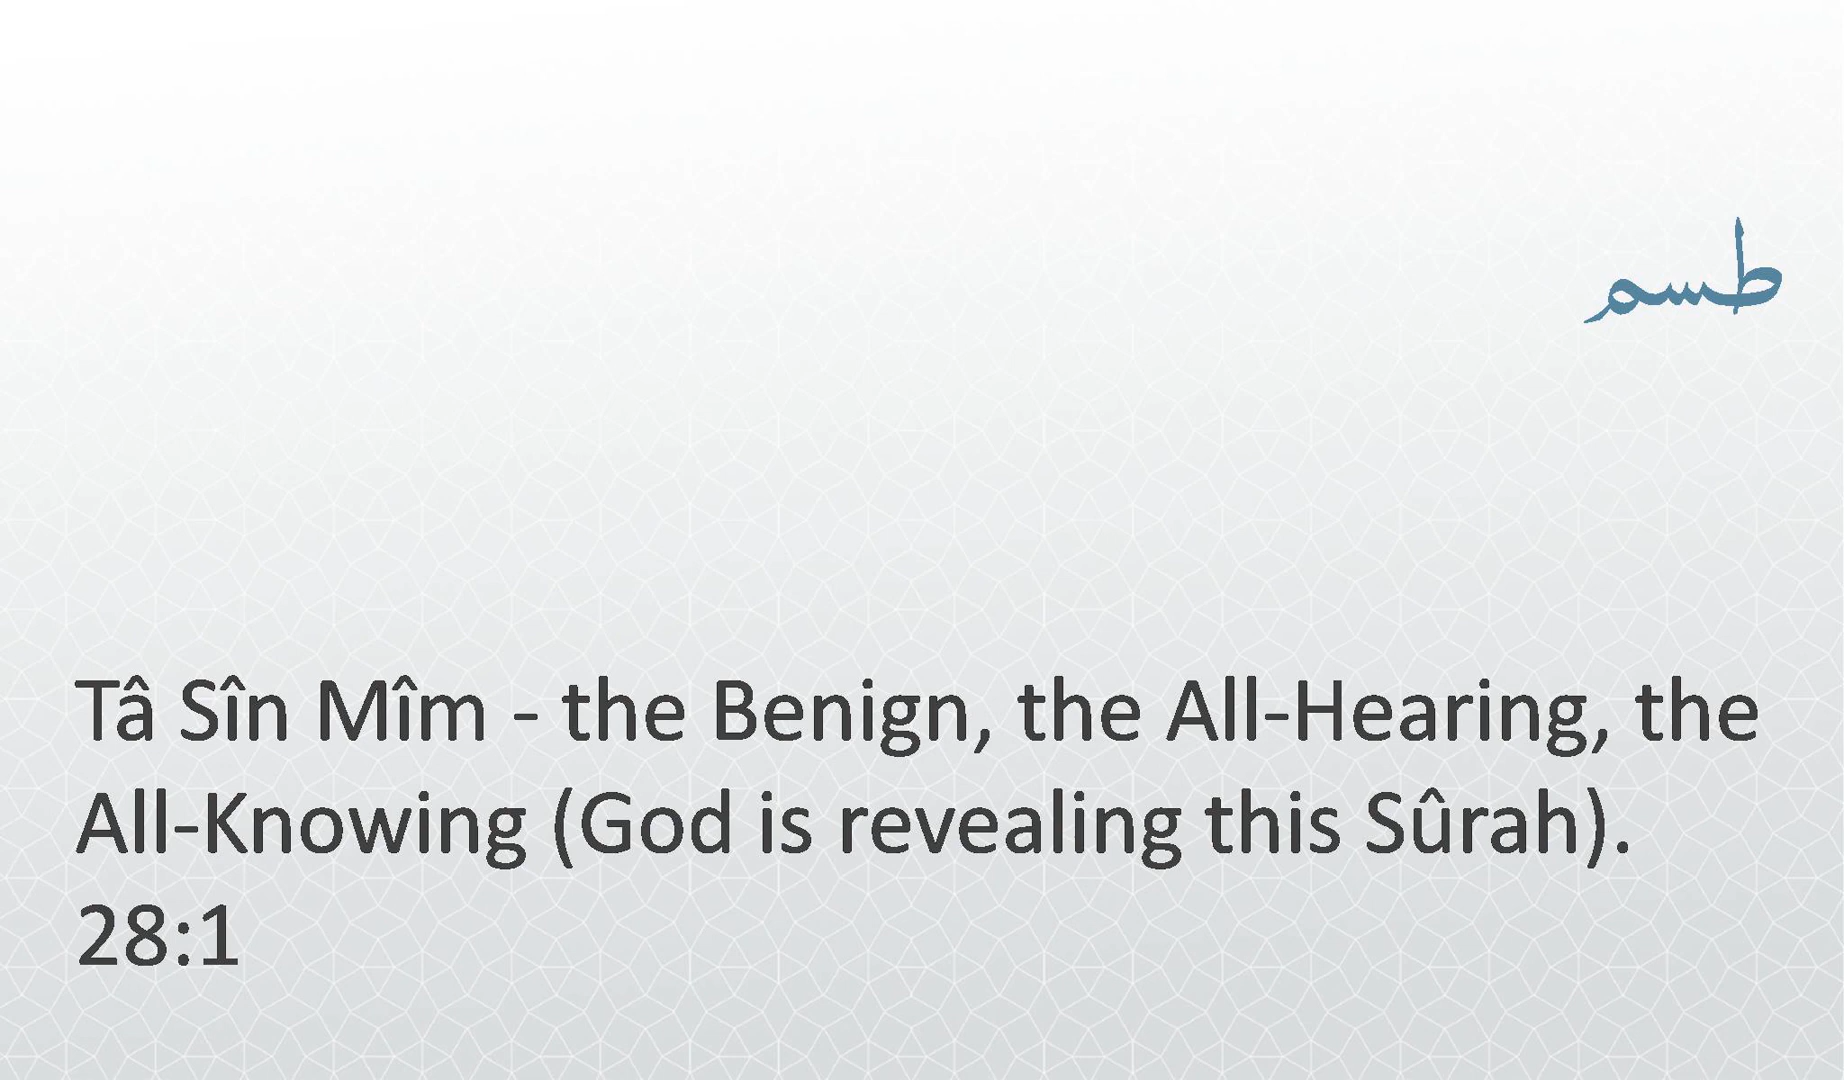 طسم
Tâ Sîn Mîm - the Benign, the All-Hearing, the
All-Knowing (God is revealing this Sûrah).
28:1